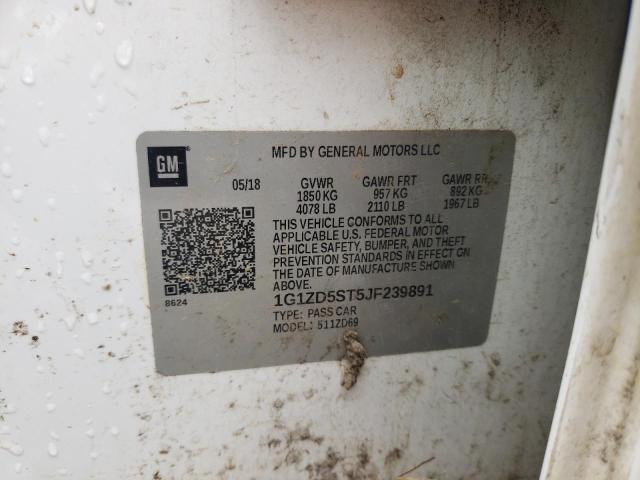 GM
MFD BY GENERAL MOTORS LLC
05/18 GVWR GAWR FRT GAWR RR
1850 KG 957 KG 892 KG
4078 LB 2110 LB 1967 LB
THIS VEHICLE CONFORMS TO ALL
APPLICABLE U.S. FEDERAL MOTOR
VEHICLE SAFETY, BUMPER, AND THEFT
PREVENTION STANDARDS IN EFFECT ON
THE DATE OF MANUFACTURE SHOWN
ABOVE.
8624
1G1ZD5ST5JF239891
TYPE: PASS CAR
MODEL: 511ZD69